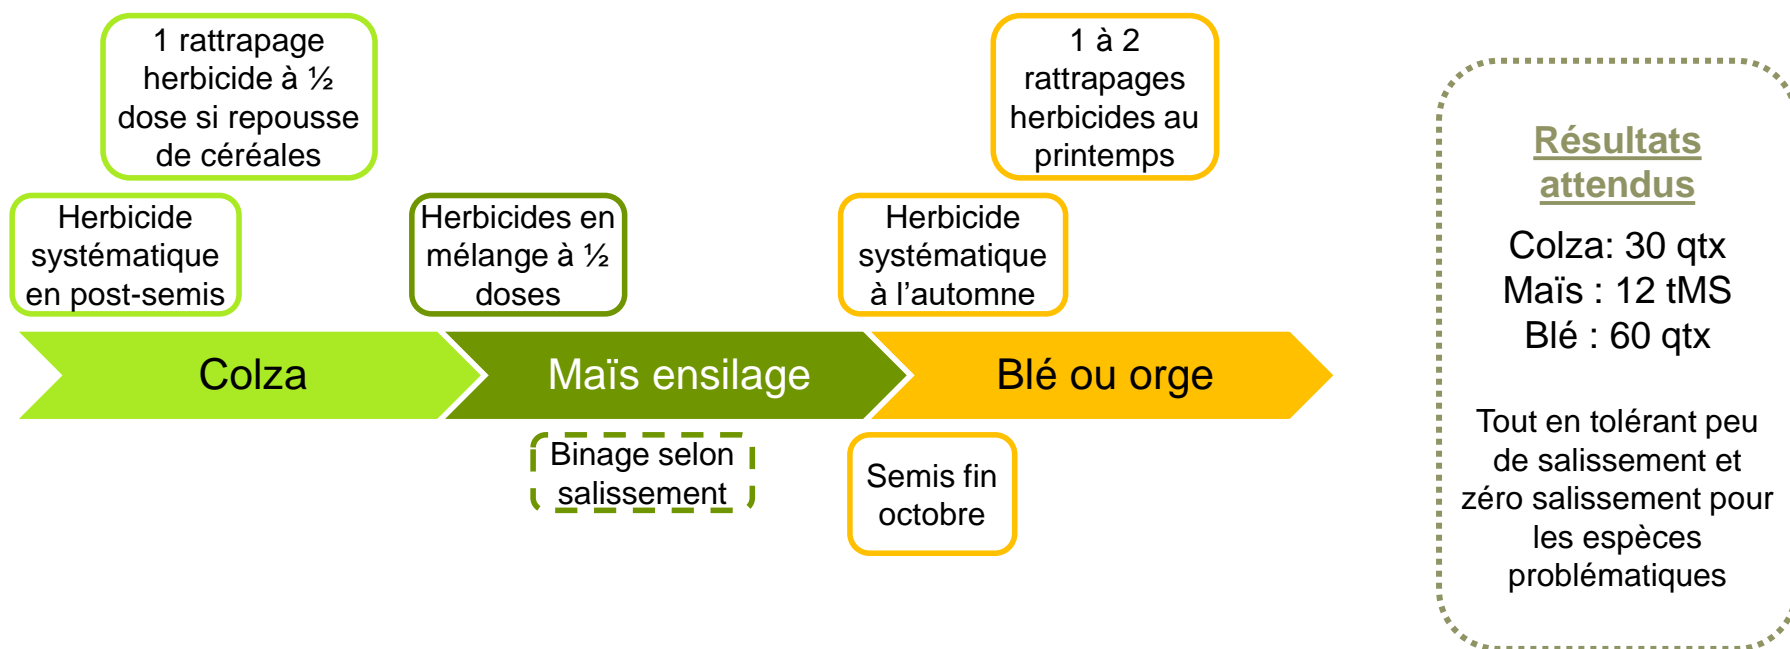 1 rattrapage
herbicide à ½
dose si repousse
de céréales
1 à 2
rattrapages
herbicides au
printemps
Herbicide
systématique
en post-semis
Herbicides en
mélange à ½
doses
Herbicide
systématique
à l’automne
Colza
Maïs ensilage
Blé ou orge
Binage selon
salissement
Semis fin
octobre
Résultats
attendus
Colza: 30 qtx
Maïs : 12 tMS
Blé : 60 qtx
Tout en tolérant peu
de salissement et
zéro salissement pour
les espèces
problématiques